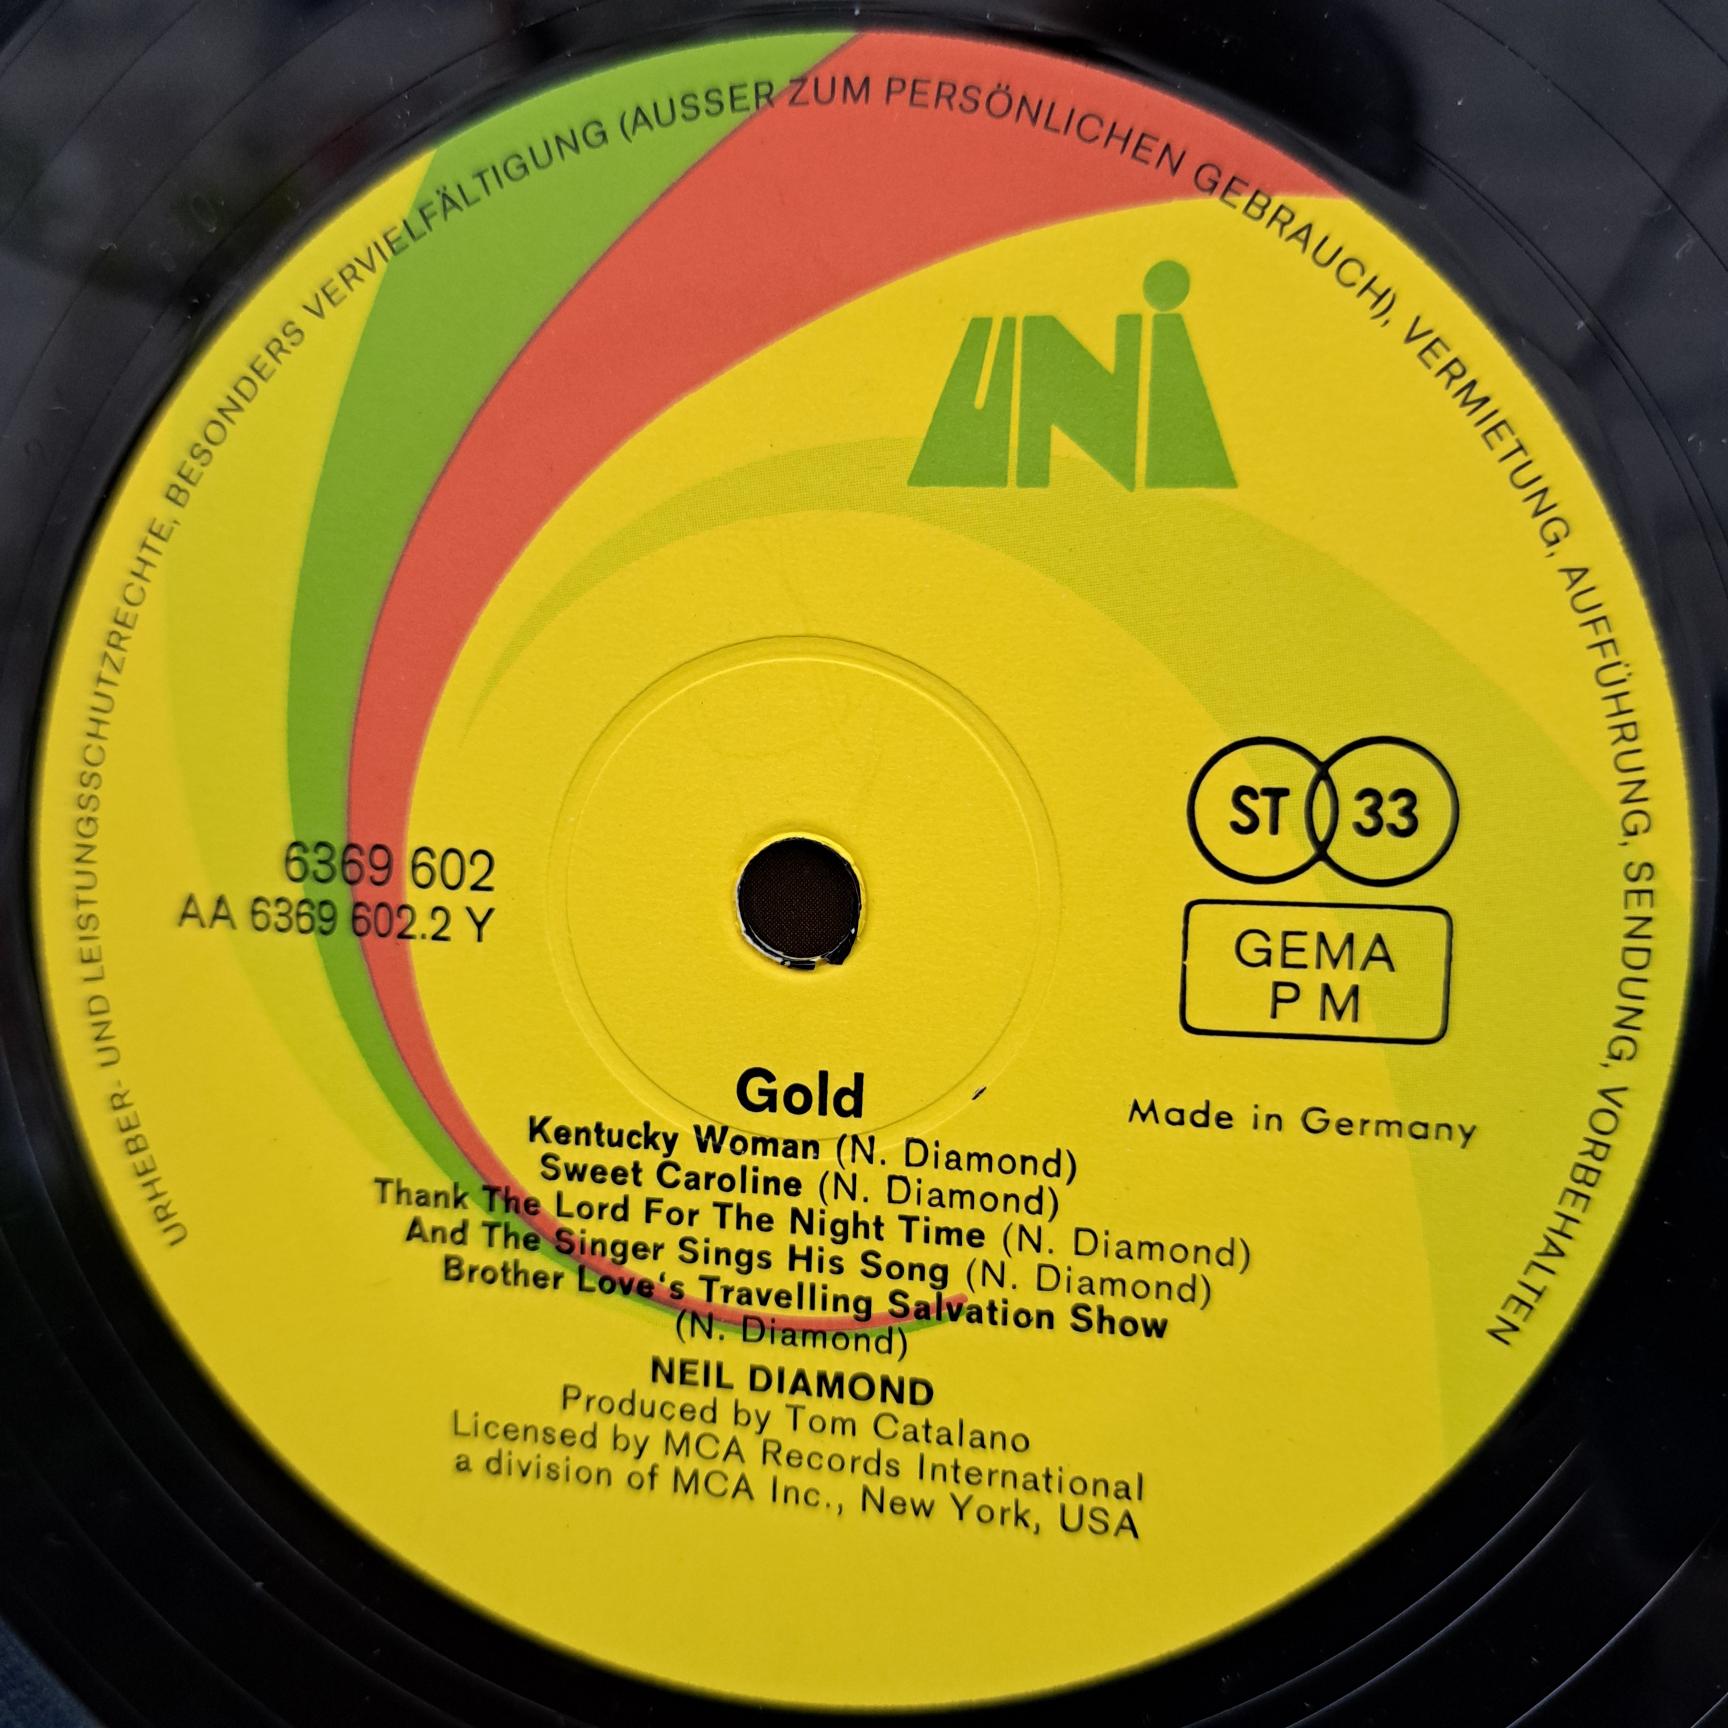 URHEBER- UND LEISTUNGSSCHUTZRECHTE, BESONDERS VERVIELFÄLTIGUNG (AUSSER ZUM PERSÖNLICHEN GEBRAUCH), VERMIETUNG, AUFFÜHRUNG, SENDUNG, VORBEHALTEN
UNi
ST 33
6369 602
AA 6369 602.2 Y
GEMA
P M
Made in Germany
Gold
Kentucky Woman (N. Diamond)
Sweet Caroline (N. Diamond)
Thank The Lord For The Night Time (N. Diamond)
And The Singer Sings His Song (N. Diamond)
Brother Love's Travelling Salvation Show
(N. Diamond)
NEIL DIAMOND
Produced by Tom Catalano
Licensed by MCA Records International
a division of MCA Inc., New York, USA